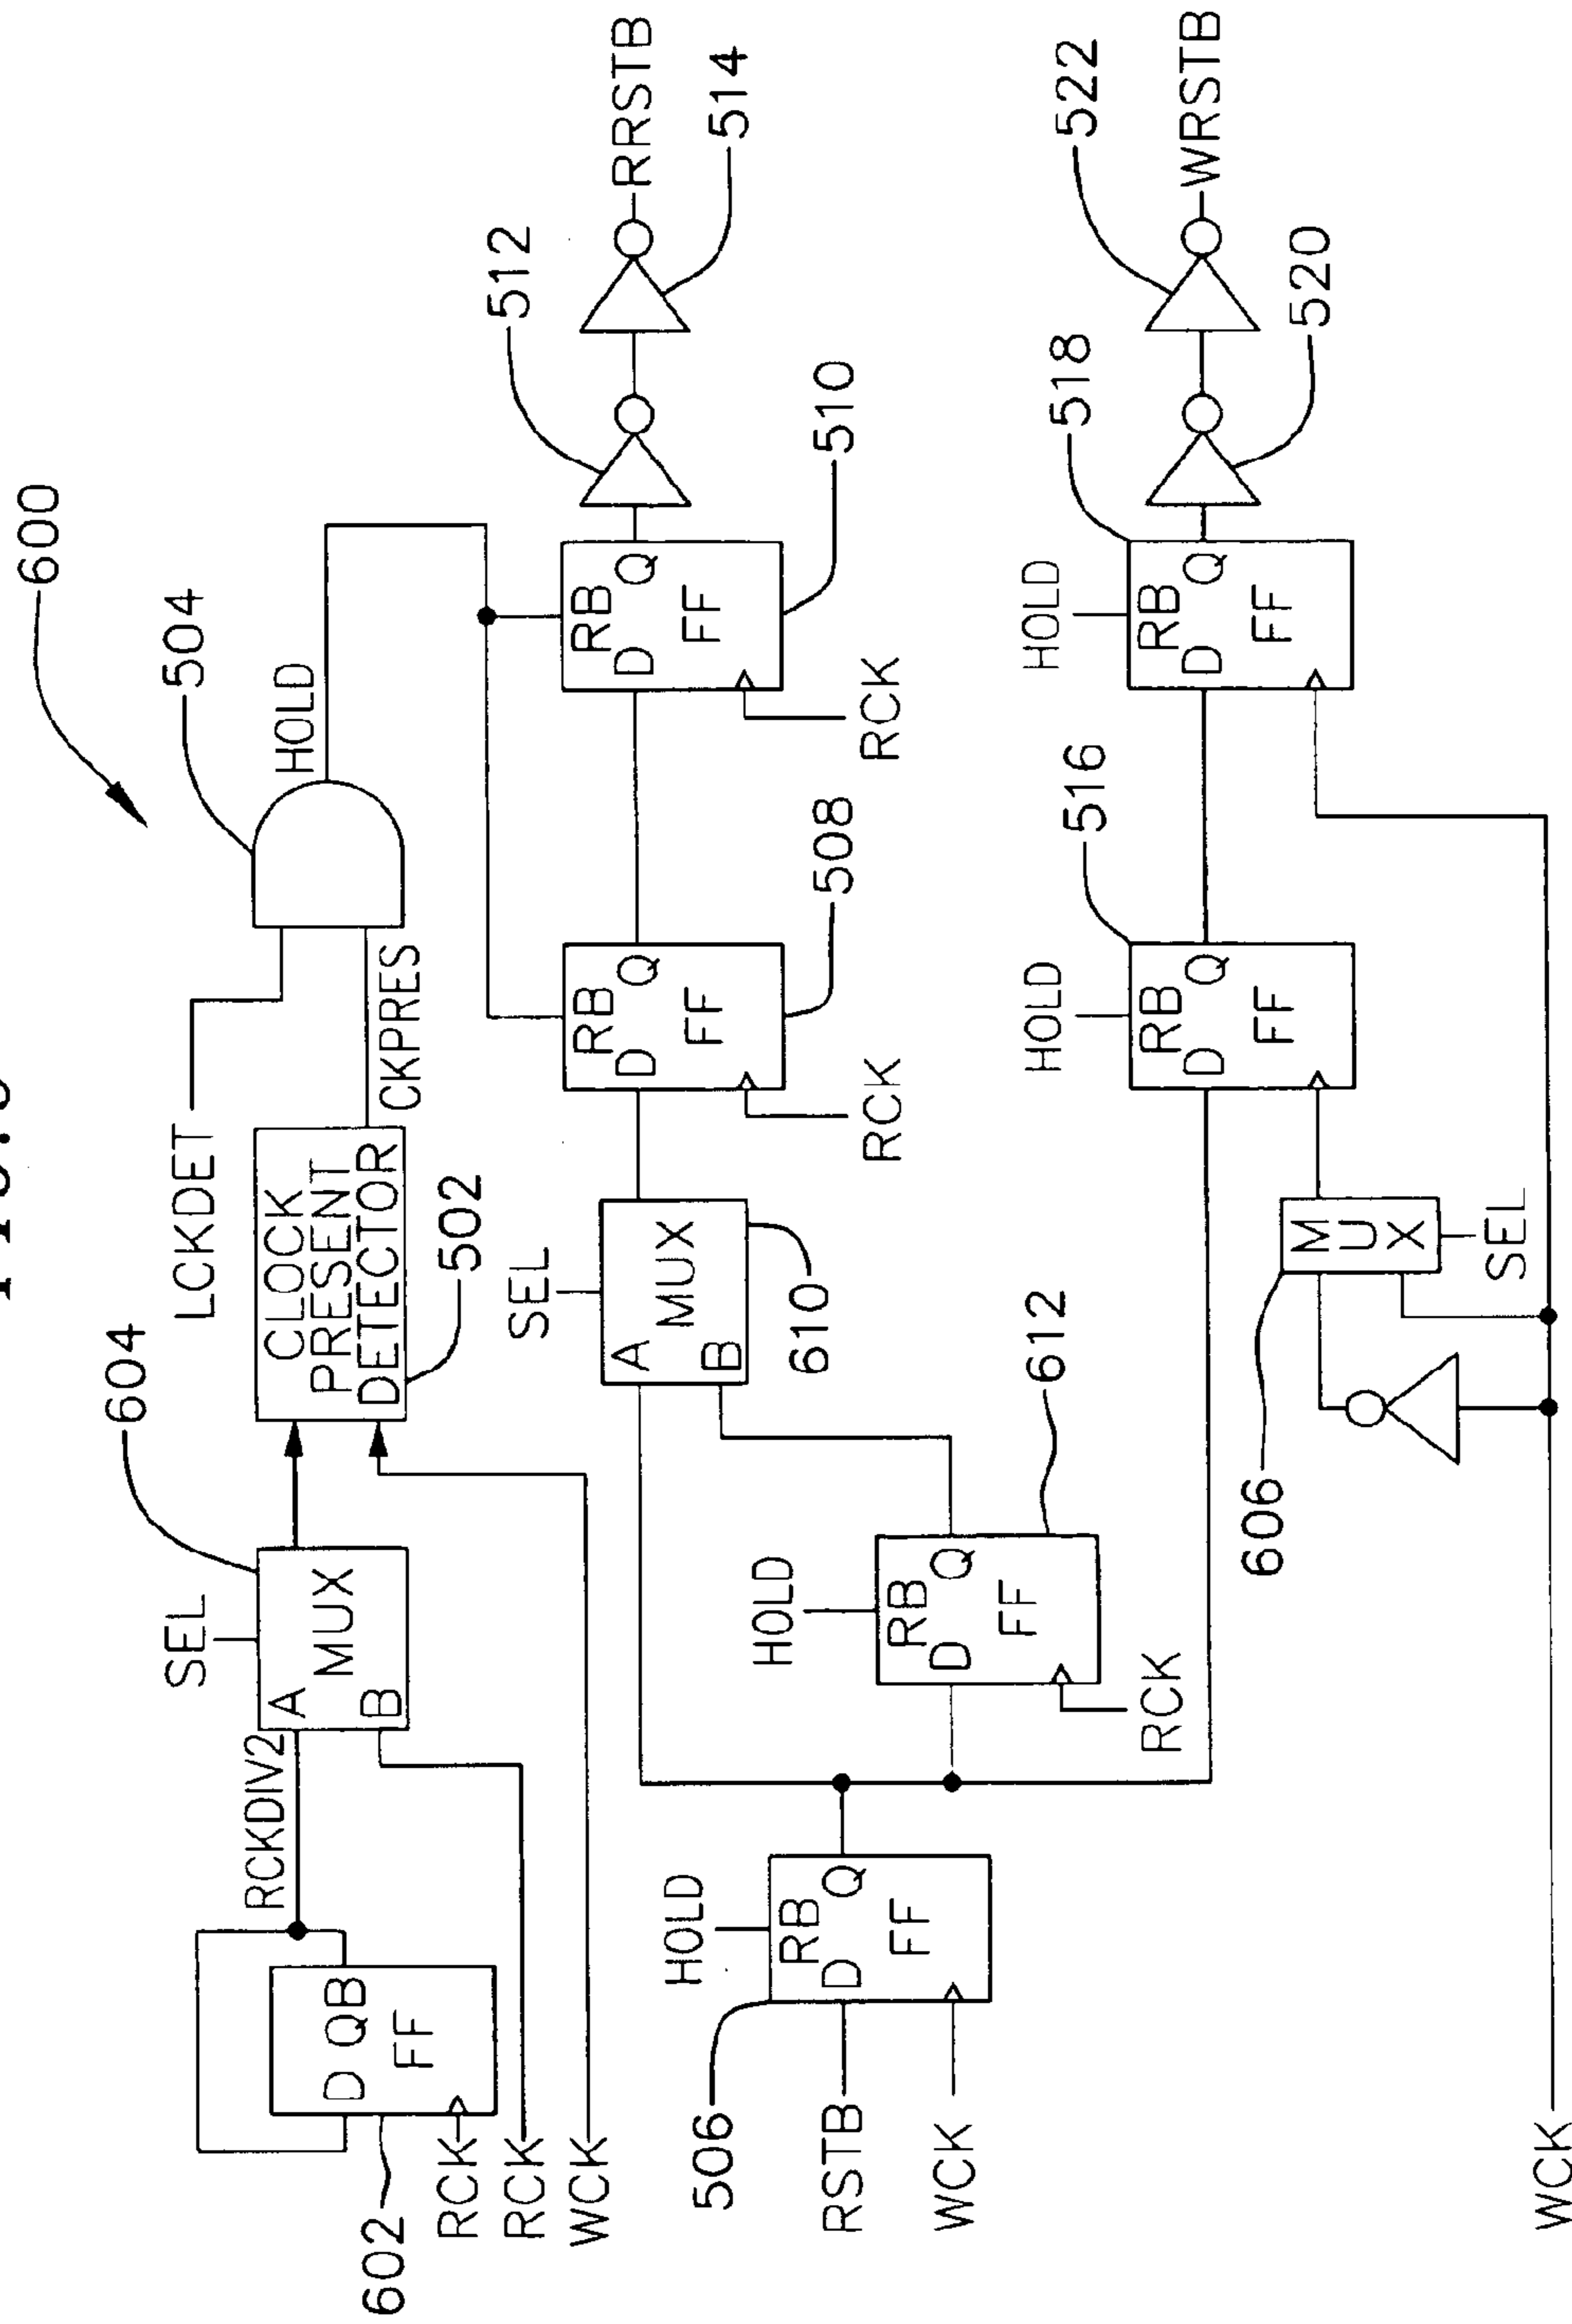 600
604
SEL
A
MUX
B
RCKDIV2
D QB
FF
602
RCK
RCK
WCK
CLOCK
PRESENT
DETECTOR
502
LCKDET
CKPRES
504
HOLD
506
RSTB
WCK
HOLD
RB
D Q
FF
HOLD
RB
D Q
FF
612
RCK
SEL
A
MUX
B
610
RB
D Q
FF
508
RCK
RB
D Q
FF
510
RCK
512
514
RRSTB
HOLD
516
RB
D Q
FF
HOLD
518
RB
D Q
FF
520
522
WRSTB
606
MUX
SEL
WCK